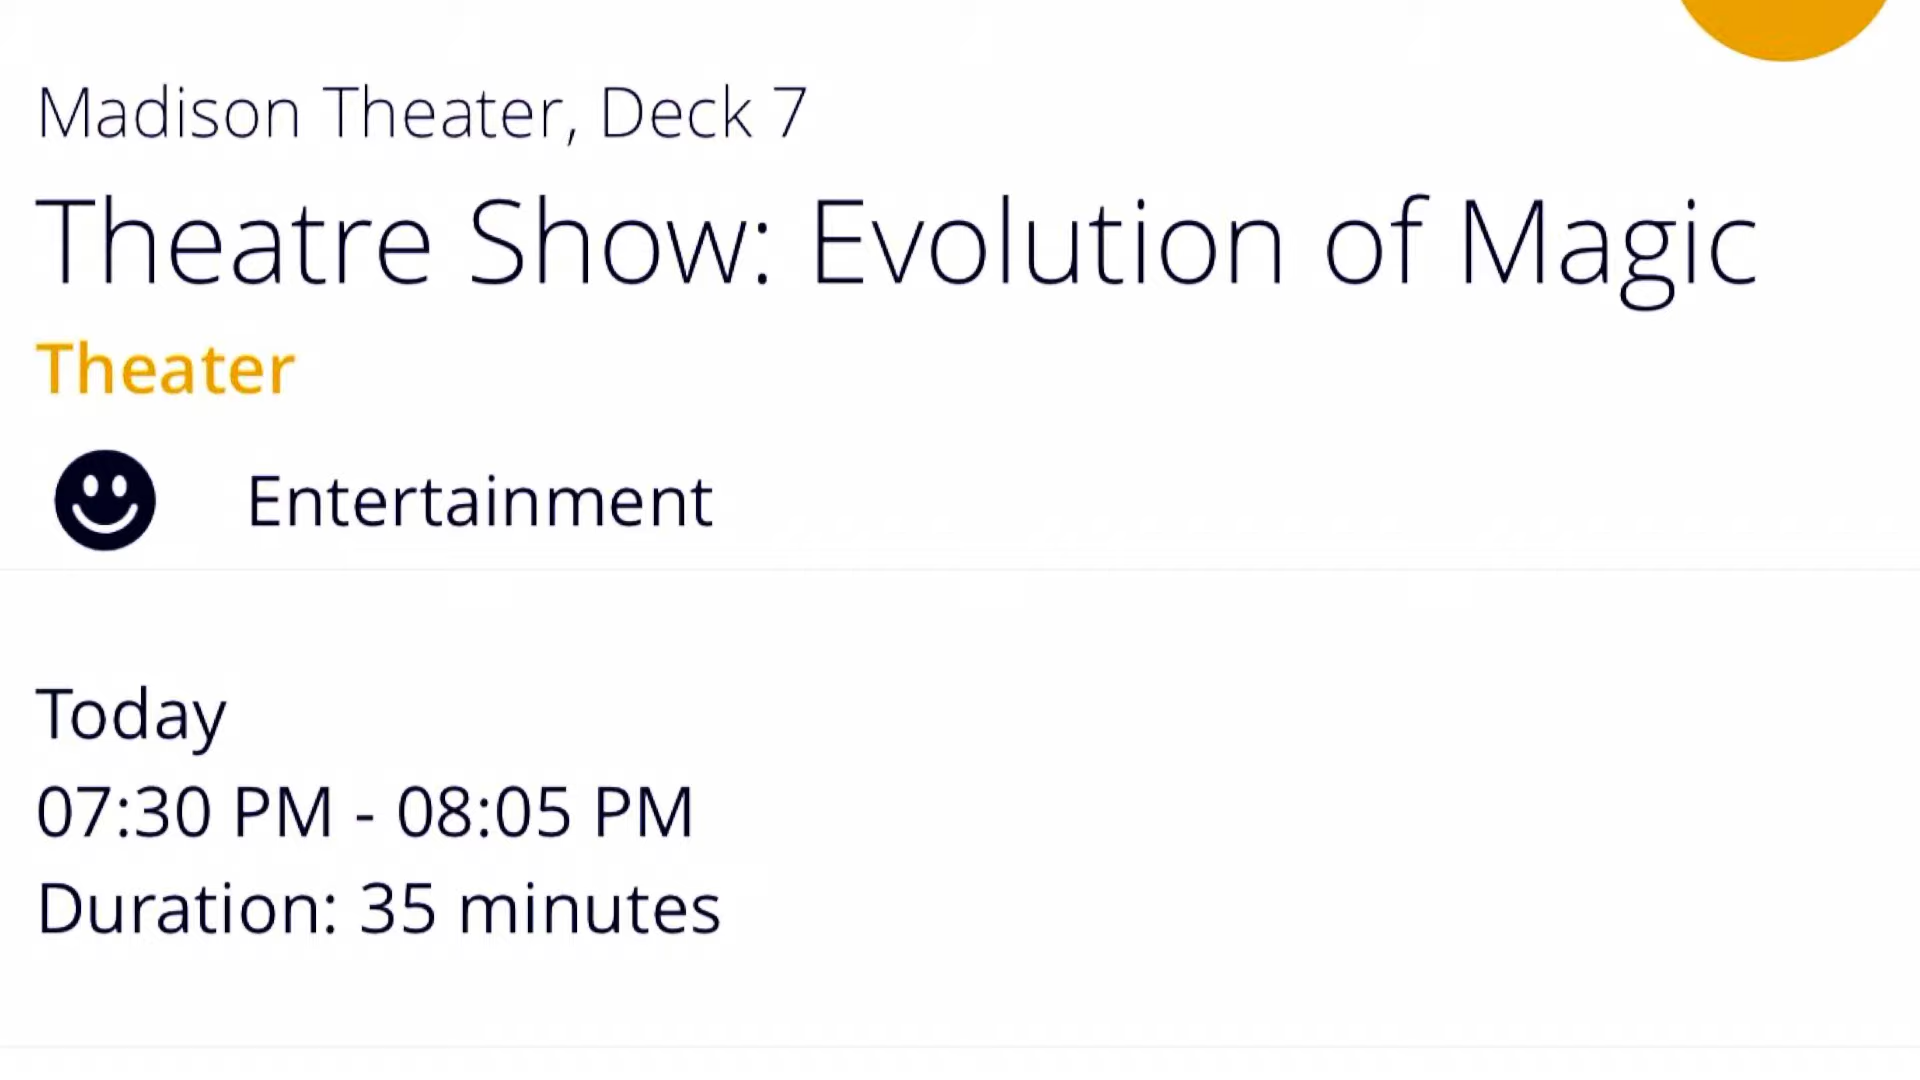 Madison Theater, Deck 7
Theatre Show: Evolution of Magic
Theater
Entertainment
Today
07:30 PM - 08:05 PM
Duration: 35 minutes